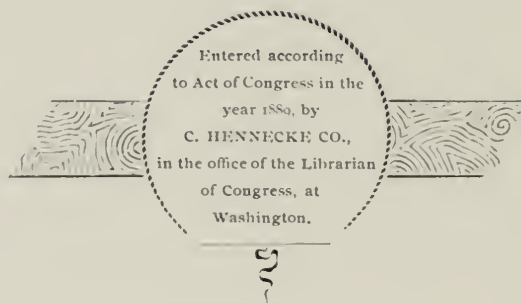 Entered according
to Act of Congress in the
year 1889, by
C. HENNECKE CO.,
in the office of the Librarian
of Congress, at
Washington.